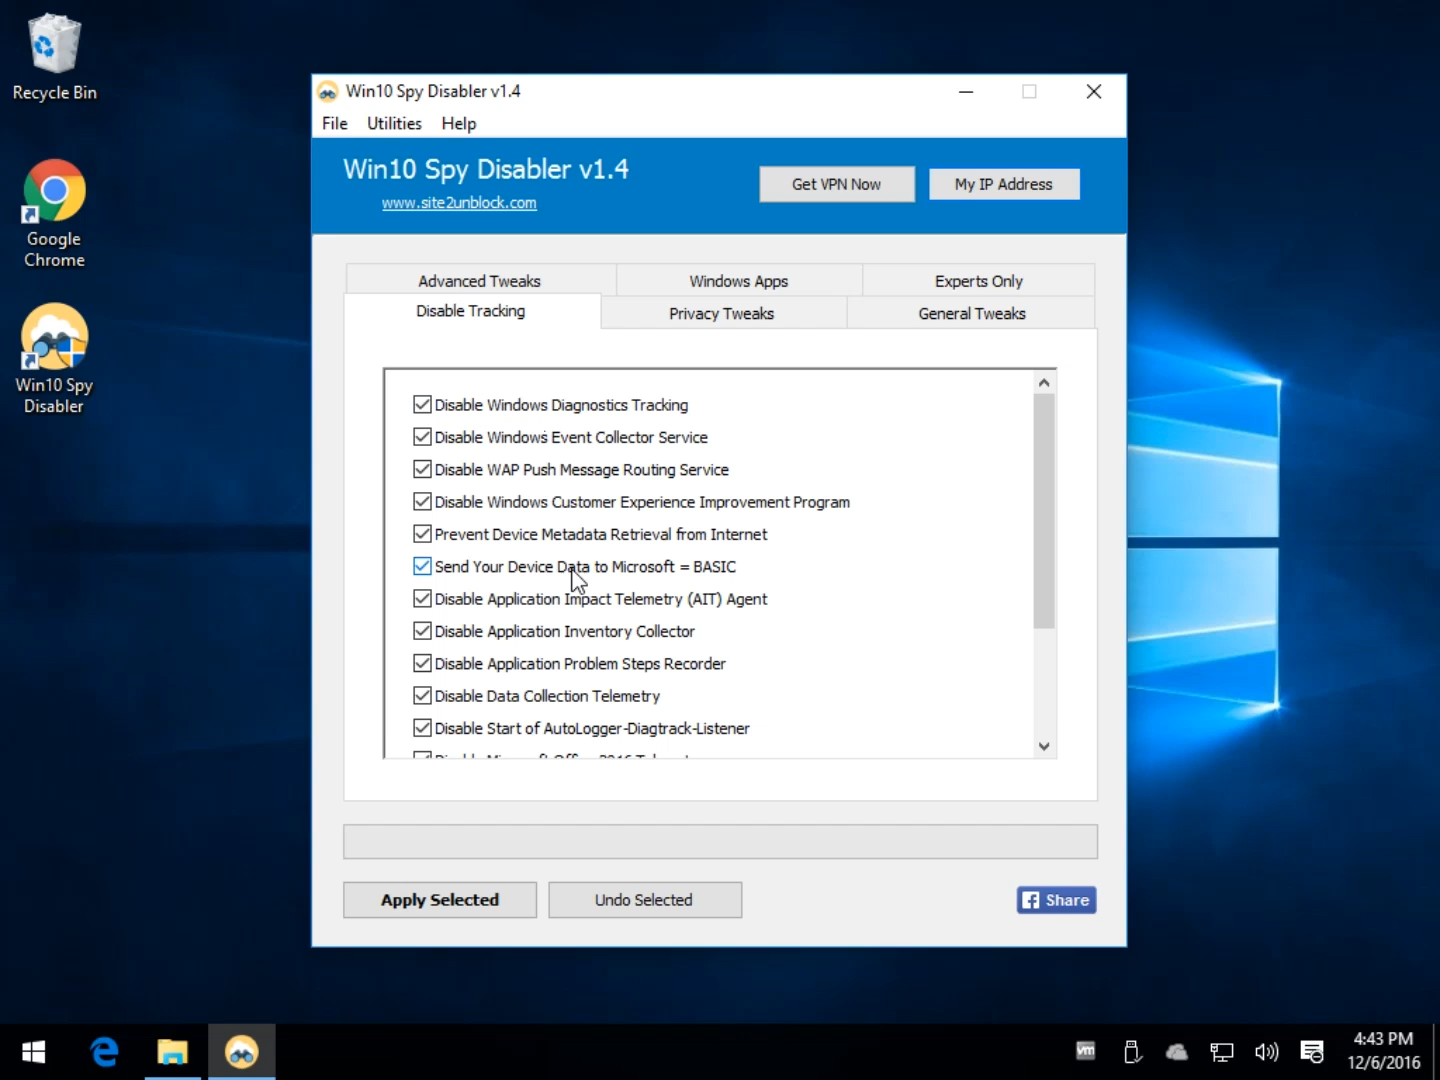 Recycle Bin
Google
Chrome
Win10 Spy
Disabler
Win10 Spy Disabler v1.4
File Utilities Help
Win10 Spy Disabler v1.4
www.site2unblock.com
Get VPN Now
My IP Address
Advanced Tweaks
Windows Apps
Experts Only
Disable Tracking
Privacy Tweaks
General Tweaks
Disable Windows Diagnostics Tracking
Disable Windows Event Collector Service
Disable WAP Push Message Routing Service
Disable Windows Customer Experience Improvement Program
Prevent Device Metadata Retrieval from Internet
Send Your Device Data to Microsoft = BASIC
Disable Application Impact Telemetry (AIT) Agent
Disable Application Inventory Collector
Disable Application Problem Steps Recorder
Disable Data Collection Telemetry
Disable Start of AutoLogger-Diagtrack-Listener
Apply Selected
Undo Selected
Share
vm
4:43 PM
12/6/2016